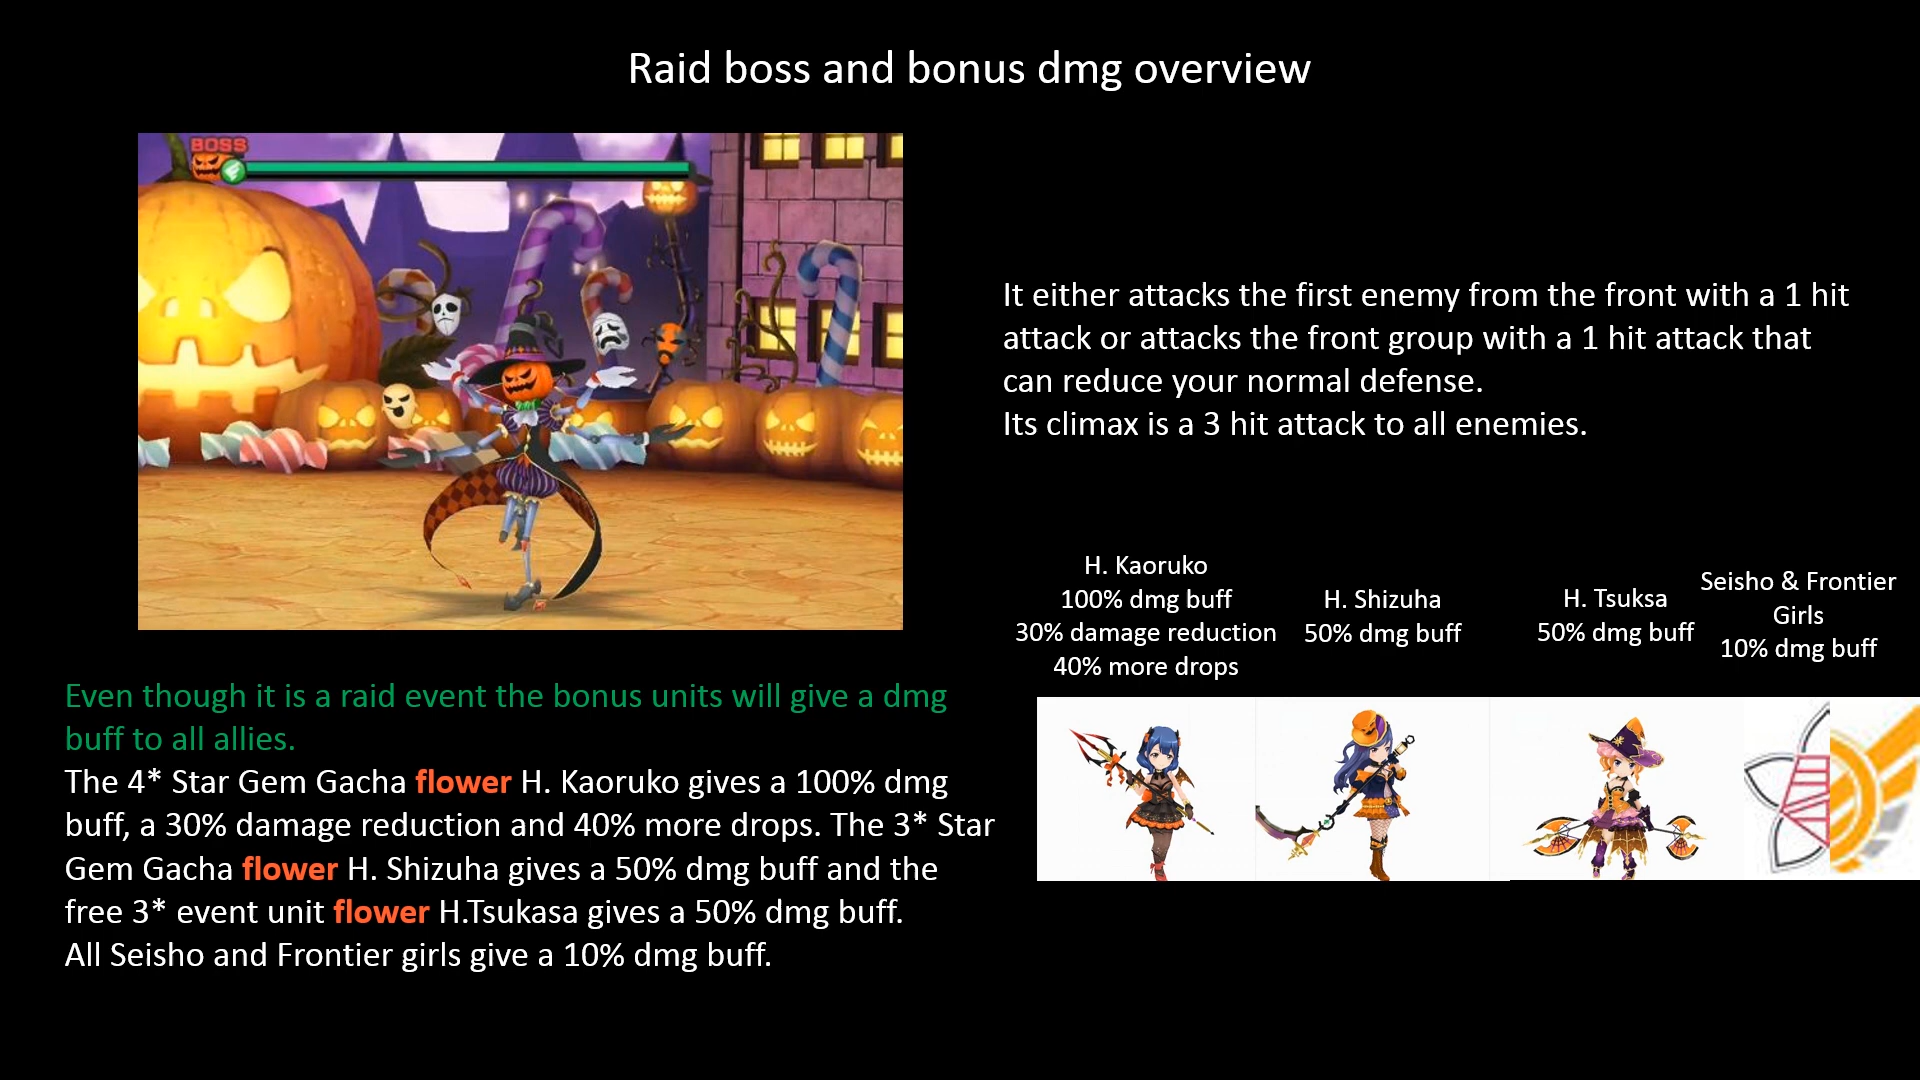 Raid boss and bonus dmg overview
BOSS
It either attacks the first enemy from the front with a 1 hit
attack or attacks the front group with a 1 hit attack that
can reduce your normal defense.
Its climax is a 3 hit attack to all enemies.
H. Kaoruko
100% dmg buff
30% damage reduction
40% more drops
H. Shizuha
50% dmg buff
H. Tsuksa
50% dmg buff
Seisho & Frontier
Girls
10% dmg buff
Even though it is a raid event the bonus units will give a dmg
buff to all allies.
The 4* Star Gem Gacha flower H. Kaoruko gives a 100% dmg
buff, a 30% damage reduction and 40% more drops. The 3* Star
Gem Gacha flower H. Shizuha gives a 50% dmg buff and the
free 3* event unit flower H.Tsukasa gives a 50% dmg buff.
All Seisho and Frontier girls give a 10% dmg buff.